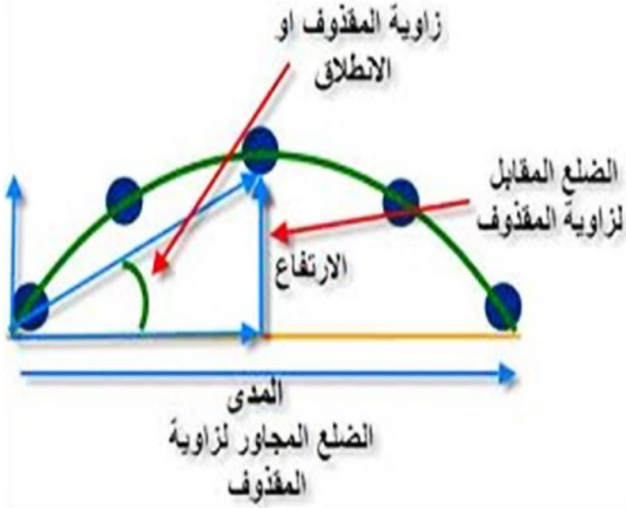 زاوية المقذوف او
الانطلاق
الضلع المقابل
لزاوية المقذوف
الارتفاع
المدى
الضلع المجاور لزاوية
المقذوف